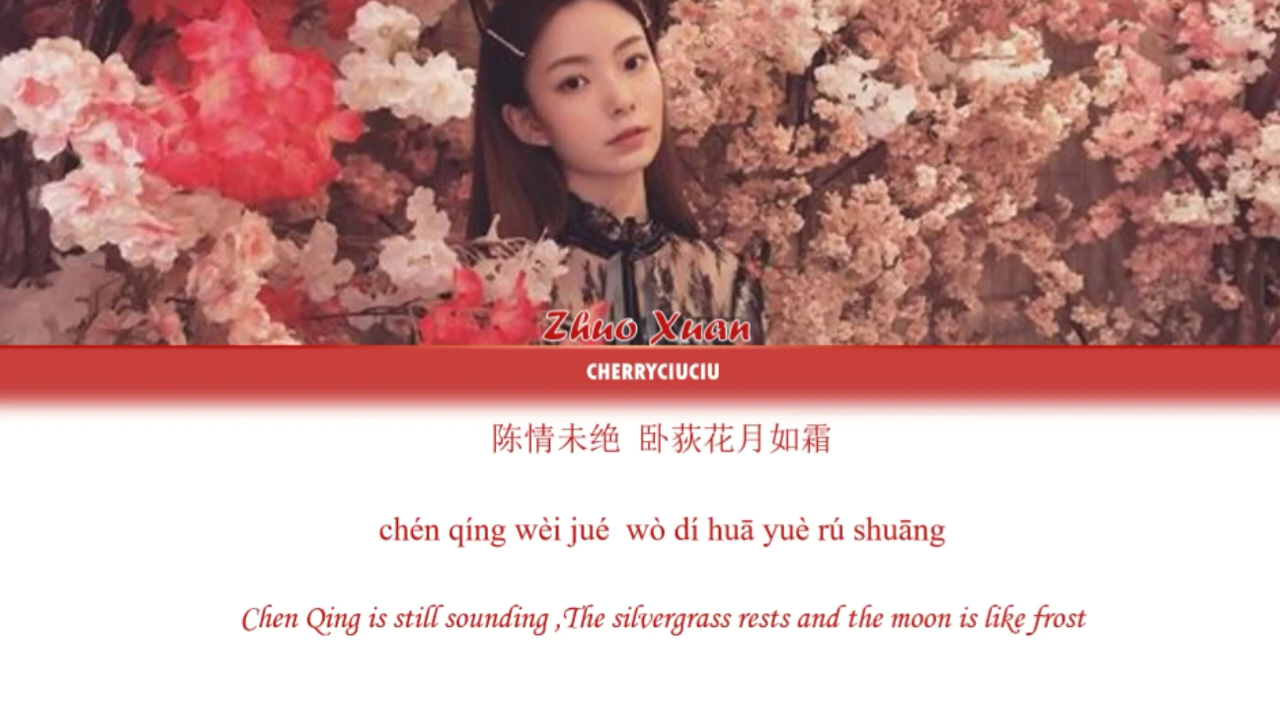 Zhuo Xuan
CHERRYCIUCIU
陈情未绝 卧荻花月如霜
chén qíng wèi jué wò dí huā yuè rú shuāng
Chen Qing is still sounding ,The silvergrass rests and the moon is like frost